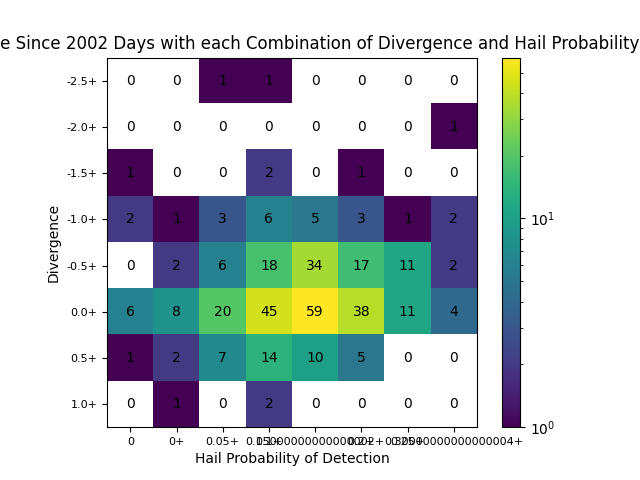 e Since 2002 Days with each Combination of Divergence and Hail Probability
-2.5+ 0 0 1 1 0 0 0 0
-2.0+ 0 0 0 0 0 0 0 1
-1.5+ 1 0 0 2 0 1 0 0
-1.0+ 2 1 3 6 5 3 1 2
-0.5+ 0 2 6 18 34 17 11 2
0.0+ 6 8 20 45 59 38 11 4
0.5+ 1 2 7 14 10 5 0 0
1.0+ 0 1 0 2 0 0 0 0
Divergence
10¹
10⁰
0 0+ 0.05+
Hail Probability of Detection